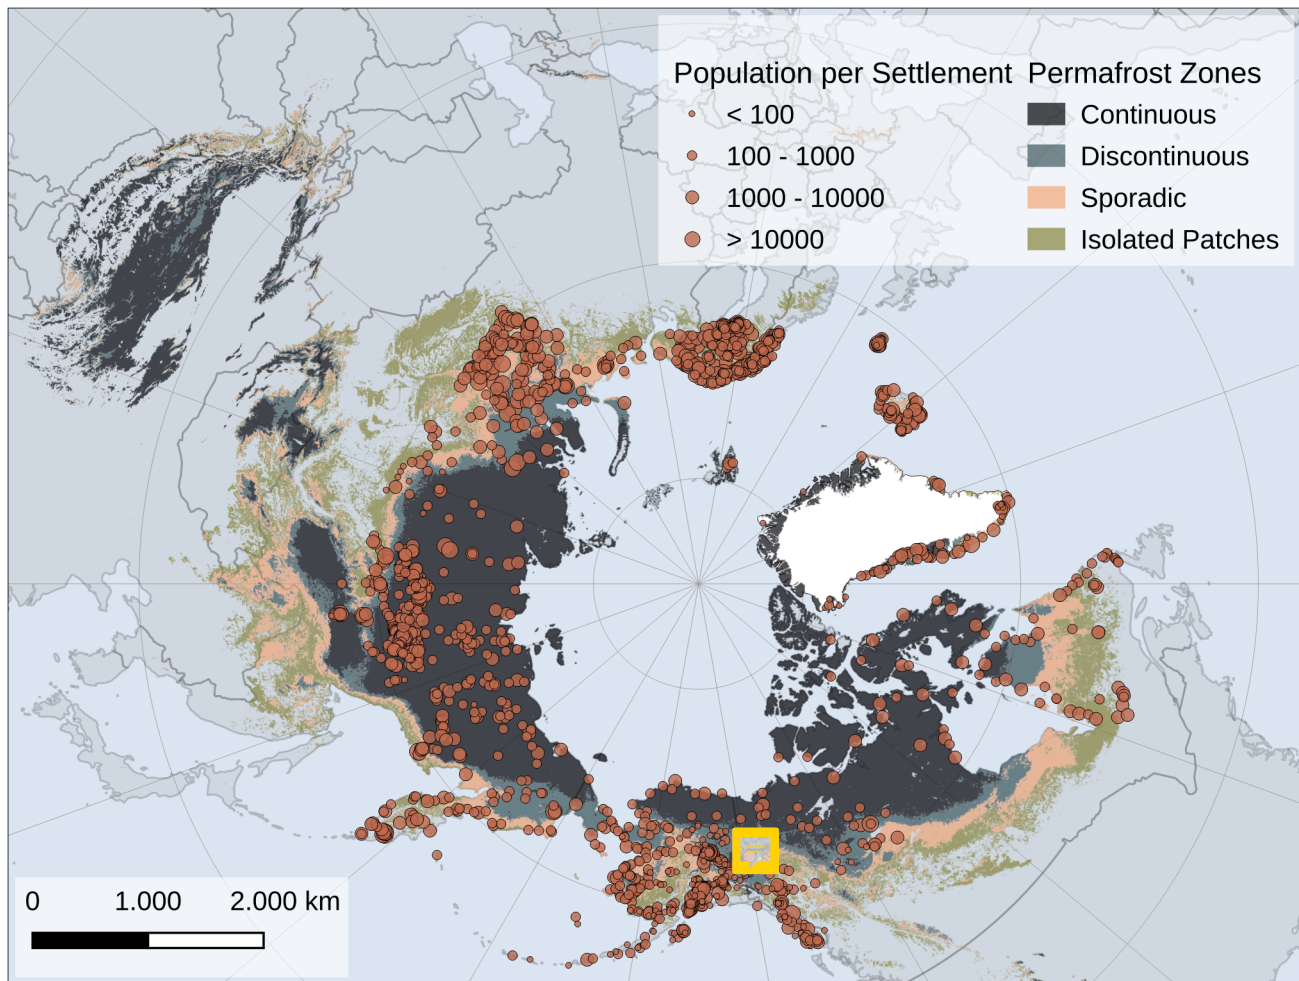 Population per Settlement
< 100
100 - 1000
1000 - 10000
> 10000
Permafrost Zones
Continuous
Discontinuous
Sporadic
Isolated Patches
0 1.000 2.000 km